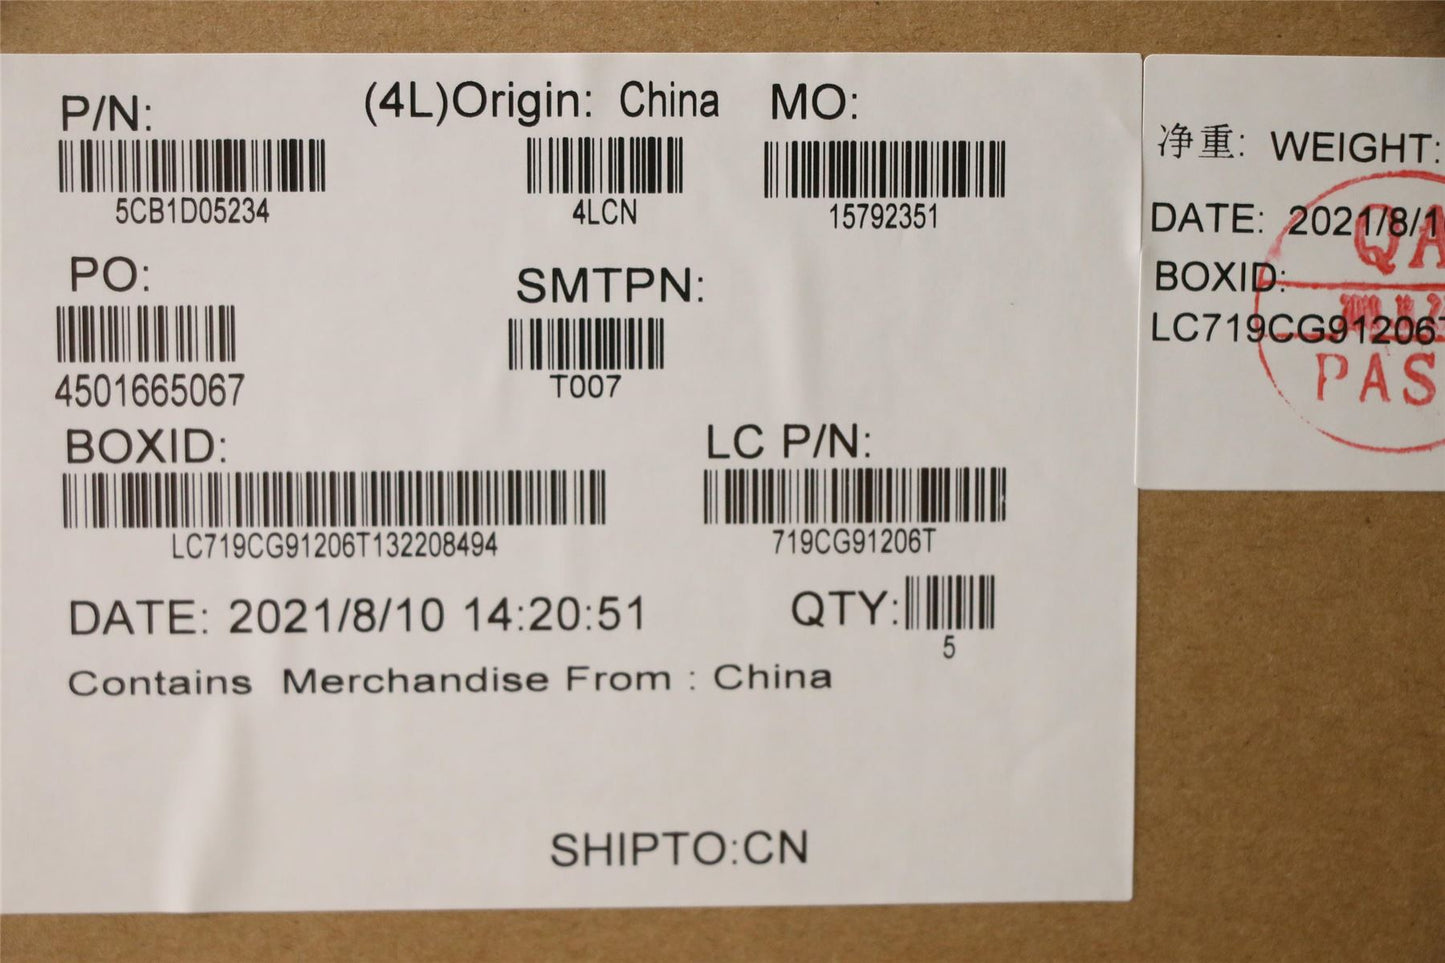 P/N:
(4L)Origin: China
MO:
5CB1D05234
4LCN
15792351
PO:
SMTPN:
4501665067
T007
BOXID:
LC P/N:
LC719CG91206T132208494
719CG91206T
DATE: 2021/8/10 14:20:51
QTY:
5
Contains Merchandise From : China
SHIPTO:CN
净重: WEIGHT:
DATE: 2021/8/1
BOXID:
LC719CG91206T
QA
PAS